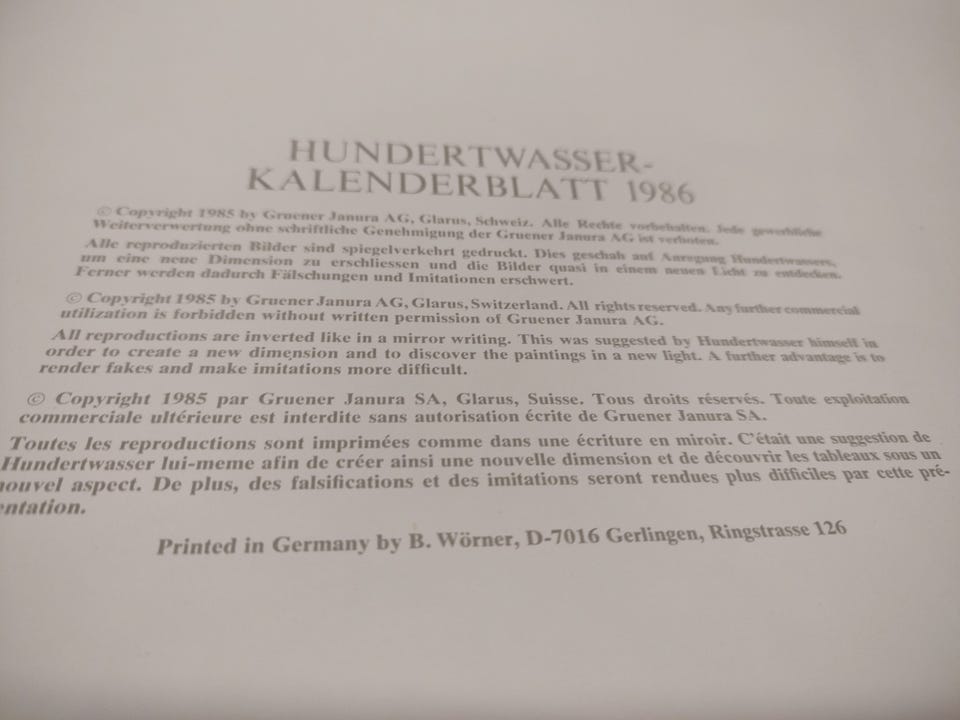 HUNDERTWASSER-
KALENDERBLATT 1986
© Copyright 1985 by Gruener Janura AG, Glarus, Schweiz. Alle Rechte vorbehalten. Jede gewerbliche
Weiterverwertung ohne schriftliche Genehmigung der Gruener Janura AG ist verboten.
Alle reproduzierten Bilder sind spiegelverkehrt gedruckt. Dies geschah auf Anregung Hundertwassers,
um eine neue Dimension zu erschliessen und die Bilder quasi in einem neuen Licht zu entdecken.
Ferner werden dadurch Fälschungen und Imitationen erschwert.
© Copyright 1985 by Gruener Janura AG, Glarus, Switzerland. All rights reserved. Any further commercial
utilization is forbidden without written permission of Gruener Janura AG.
All reproductions are inverted like in a mirror writing. This was suggested by Hundertwasser himself in
order to create a new dimension and to discover the paintings in a new light. A further advantage is to
render fakes and make imitations more difficult.
© Copyright 1985 par Gruener Janura SA, Glarus, Suisse. Tous droits réservés. Toute exploitation
commerciale ultérieure est interdite sans autorisation écrite de Gruener Janura SA.
Toutes les reproductions sont imprimées comme dans une écriture en miroir. C'était une suggestion de
Hundertwasser lui-meme afin de créer ainsi une nouvelle dimension et de découvrir les tableaux sous un
nouvel aspect. De plus, des falsifications et des imitations seront rendues plus difficiles par cette pré-
entation.
Printed in Germany by B. Wörner, D-7016 Gerlingen, Ringstrasse 126